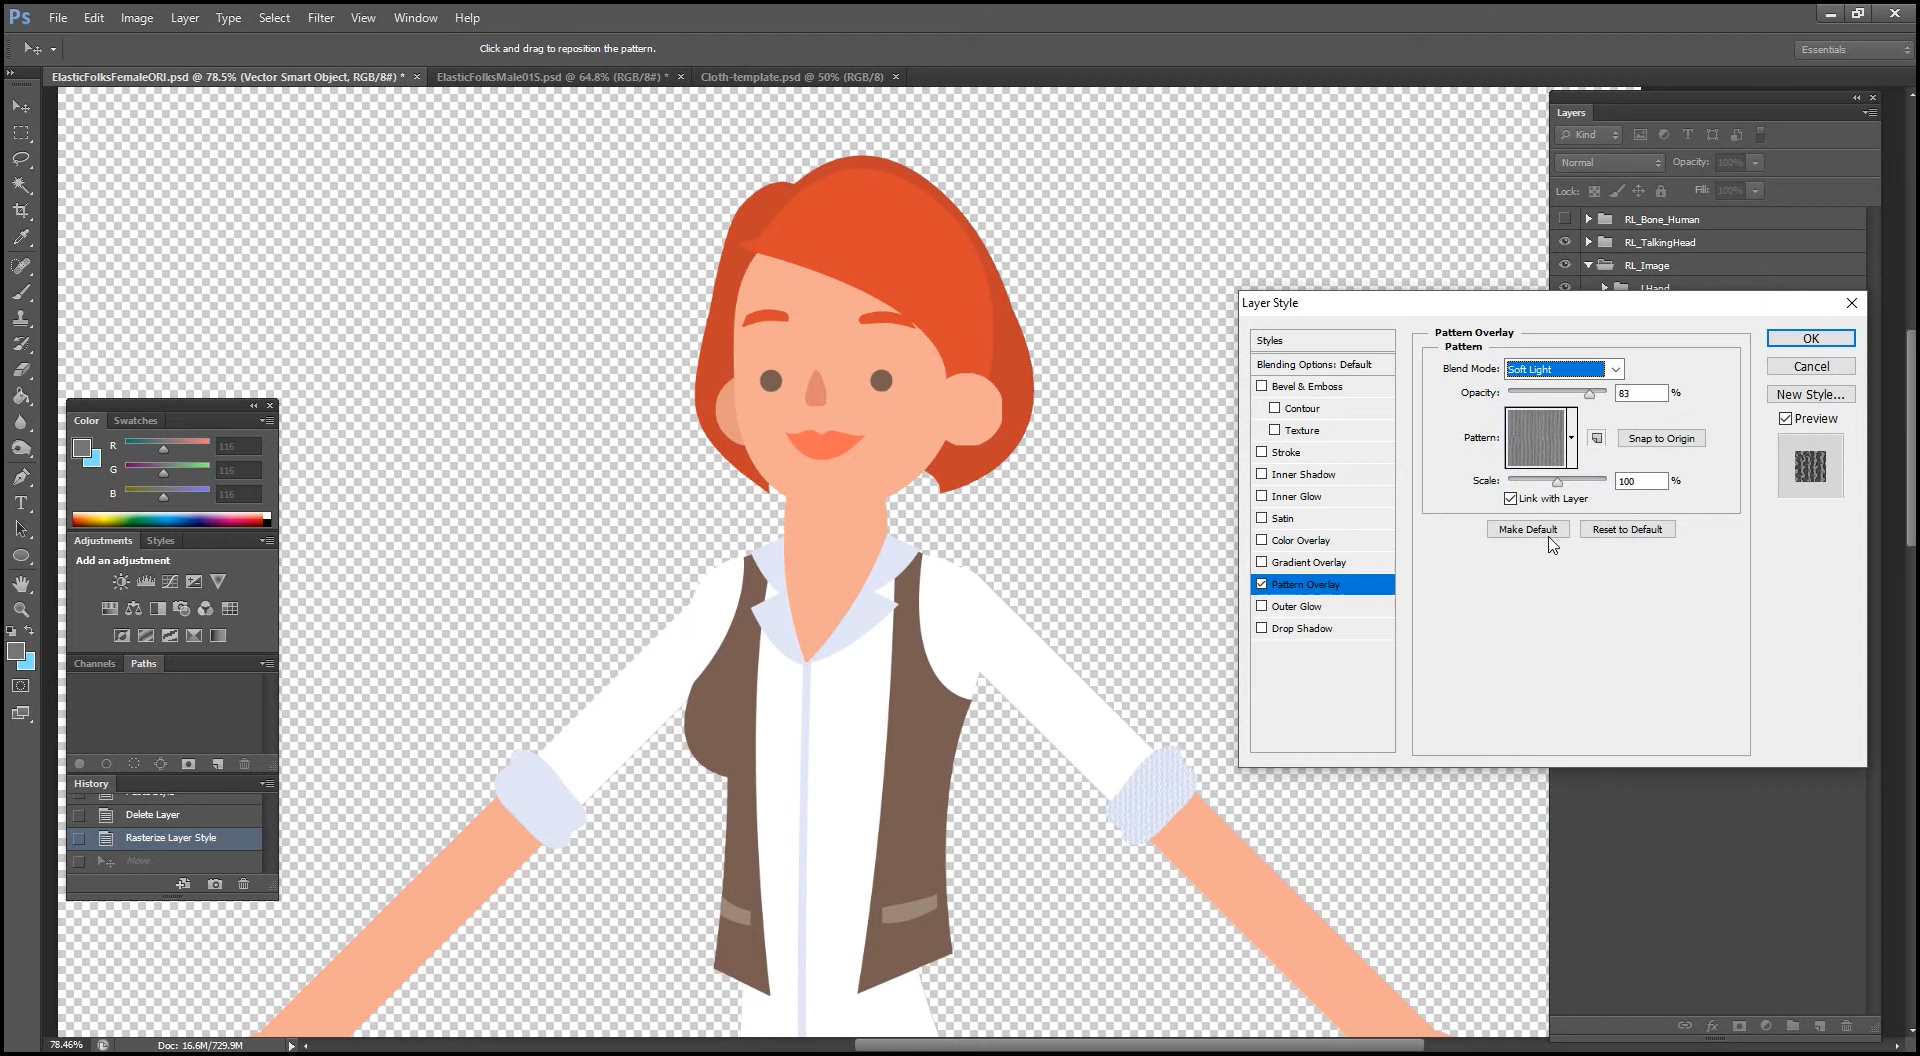 Ps File Edit Image Layer Type Select Filter View Window Help
Click and drag to reposition the pattern.
Essentials
ElasticFolksFemaleORI.psd @ 78.5% (Vector Smart Object, RGB/8#) *
ElasticFolksMale01S.psd @ 64.8% (RGB/8#) *
Cloth-template.psd @ 50% (RGB/8)
Layers
Kind
Normal
Opacity: 100%
Lock:
Fill: 100%
RL_Bone_Human
RL_TalkingHead
RL_Image
LHand
Layer Style
Styles
Blending Options: Default
Bevel & Emboss
Contour
Texture
Stroke
Inner Shadow
Inner Glow
Satin
Color Overlay
Gradient Overlay
Pattern Overlay
Outer Glow
Drop Shadow
Pattern Overlay
Pattern
Blend Mode: Soft Light
Opacity: 83 %
Pattern:
Snap to Origin
Scale: 100 %
Link with Layer
Make Default
Reset to Default
OK
Cancel
New Style...
Preview
Color Swatches
R 116
G 116
B 116
Adjustments Styles
Add an adjustment
Channels Paths
History
Delete Layer
Rasterize Layer Style
Move
78.46%
Doc: 16.6M/729.9M